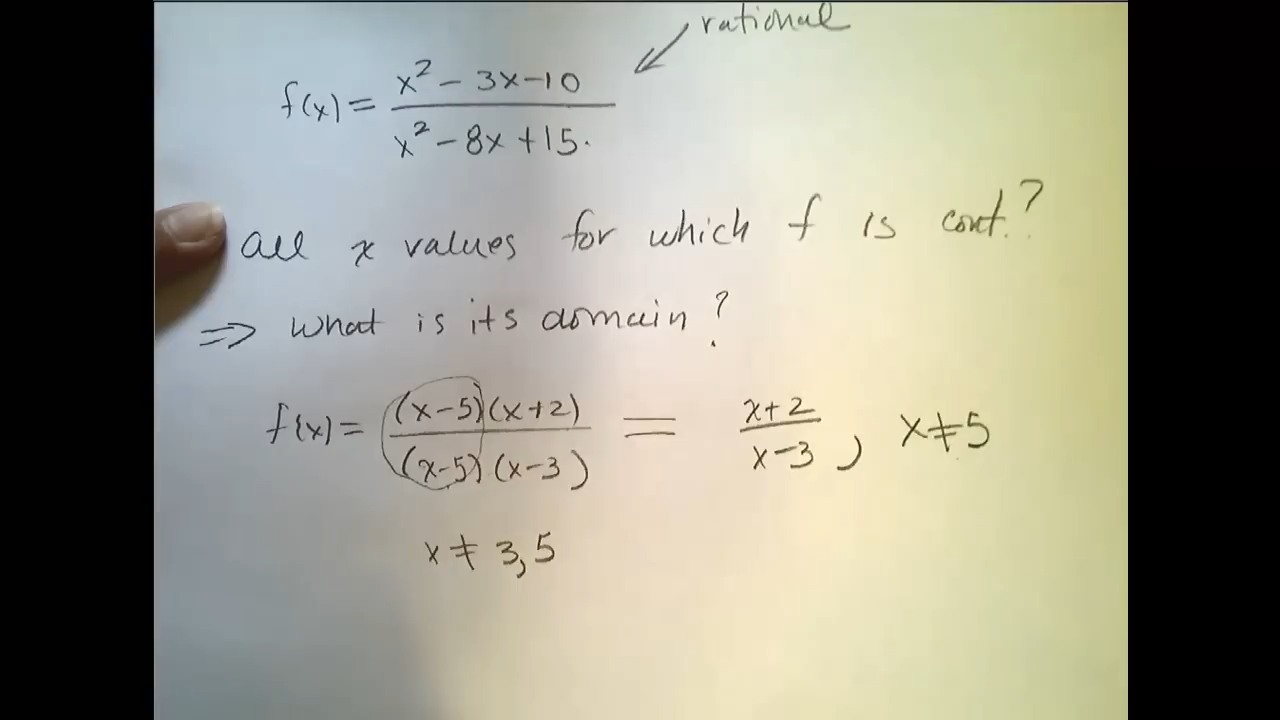 rational
f(x) = x² - 3x - 10 / x² - 8x + 15.
all x values for which f is cont.?
⇒ what is its domain?
f(x) = (x-5)(x+2) / (x-5)(x-3) = x+2 / x-3, x ≠ 5
x ≠ 3, 5